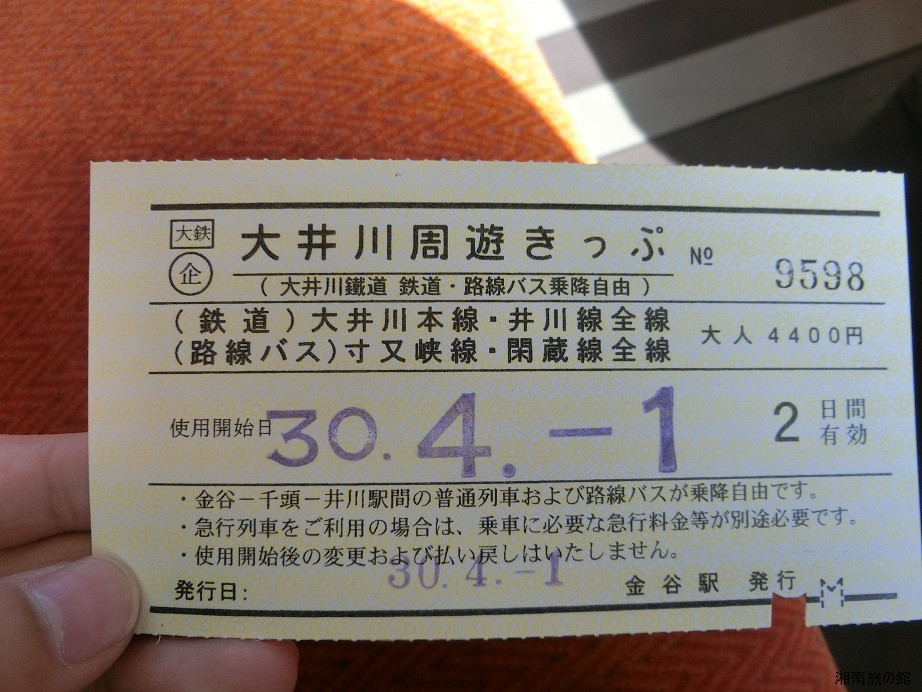 大鉄
企
大井川周遊きっぷ
(大井川鐵道 鉄道・路線バス乗降自由)
№ 9598
(鉄道)大井川本線・井川線全線
(路線バス)寸又峡線・閑蔵線全線
大人 4400円
使用開始日 30.4.-1
2日間有効
・金谷−千頭−井川駅間の普通列車および路線バスが乗降自由です。
・急行列車をご利用の場合は、乗車に必要な急行料金等が別途必要です。
・使用開始後の変更および払い戻しはいたしません。
発行日: 30.4.-1
金谷駅 発行
湘南旅の館